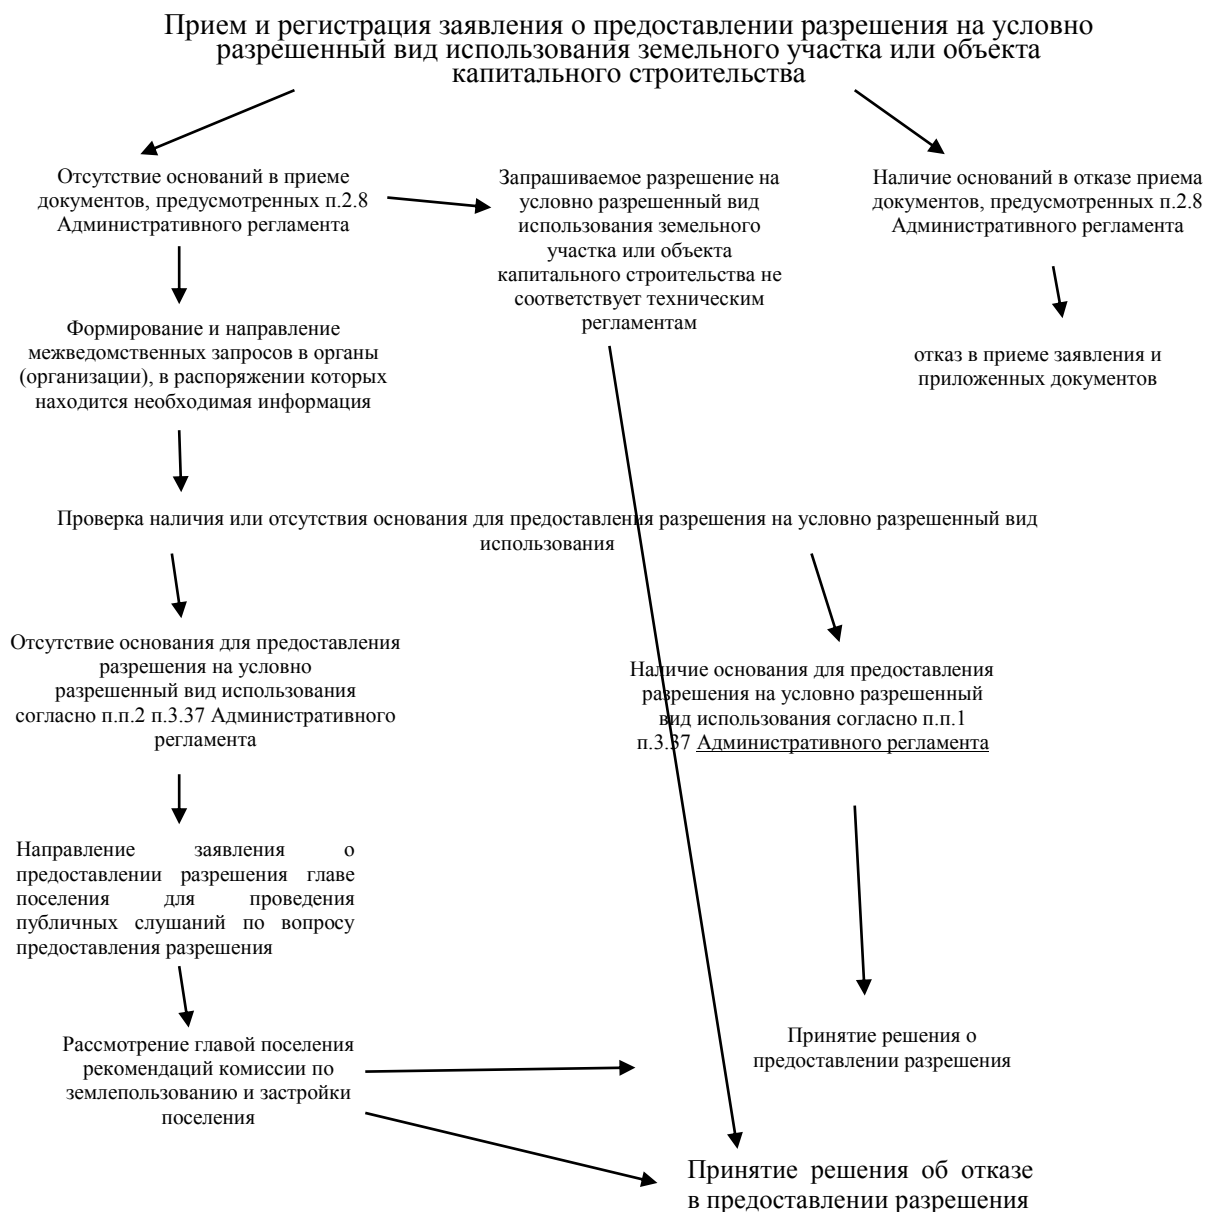 Прием и регистрация заявления о предоставлении разрешения на условно
разрешенный вид использования земельного участка или объекта
капитального строительства
Отсутствие оснований в приеме
документов, предусмотренных п.2.8
Административного регламента
Запрашиваемое разрешение на
условно разрешенный вид
использования земельного
участка или объекта
капитального строительства не
соответствует техническим
регламентам
Наличие оснований в отказе приема
документов, предусмотренных п.2.8
Административного регламента
Формирование и направление
межведомственных запросов в органы
(организации), в распоряжении которых
находится необходимая информация
отказ в приеме заявления и
приложенных документов
Проверка наличия или отсутствия основания для предоставления разрешения на условно разрешенный вид
использования
Отсутствие основания для предоставления
разрешения на условно
разрешенный вид использования
согласно п.п.2 п.3.37 Административного
регламента
Наличие основания для предоставления
разрешения на условно разрешенный
вид использования согласно п.п.1
п.3.37 Административного регламента
Направление заявления о
предоставлении разрешения главе
поселения для проведения
публичных слушаний по вопросу
предоставления разрешения
Рассмотрение главой поселения
рекомендаций комиссии по
землепользованию и застройки
поселения
Принятие решения о
предоставлении разрешения
Принятие решения об отказе
в предоставлении разрешения